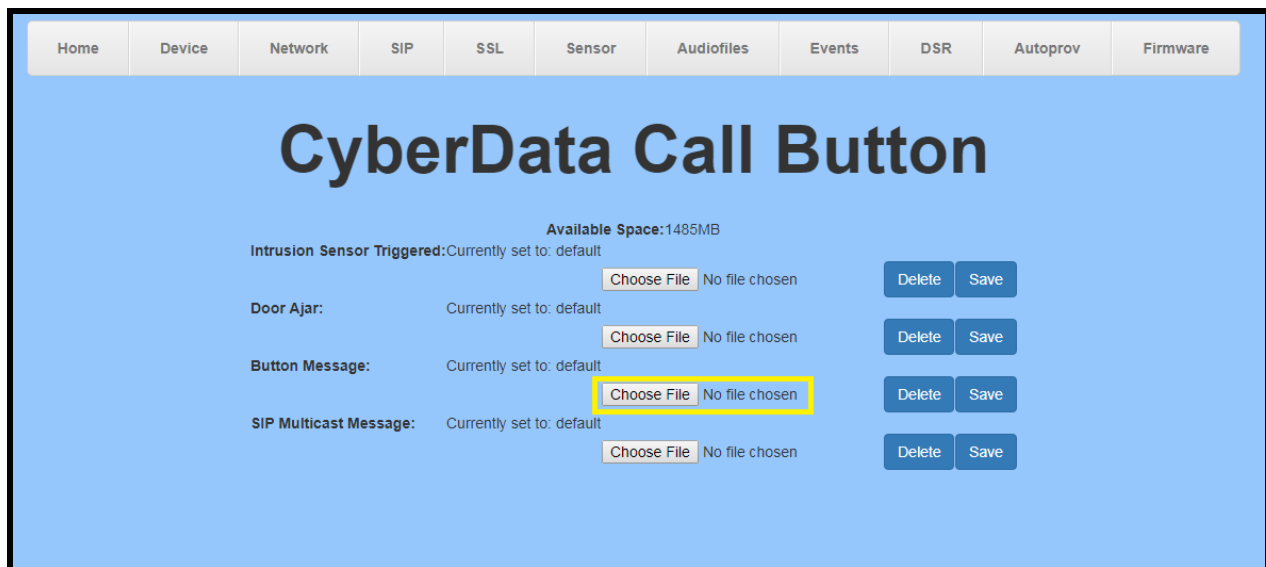 Home Device Network SIP SSL Sensor Audiofiles Events DSR Autoprov Firmware
CyberData Call Button
Available Space:1485MB
Intrusion Sensor Triggered:Currently set to: default
Choose File No file chosen Delete Save
Door Ajar: Currently set to: default
Choose File No file chosen Delete Save
Button Message: Currently set to: default
Choose File No file chosen Delete Save
SIP Multicast Message: Currently set to: default
Choose File No file chosen Delete Save